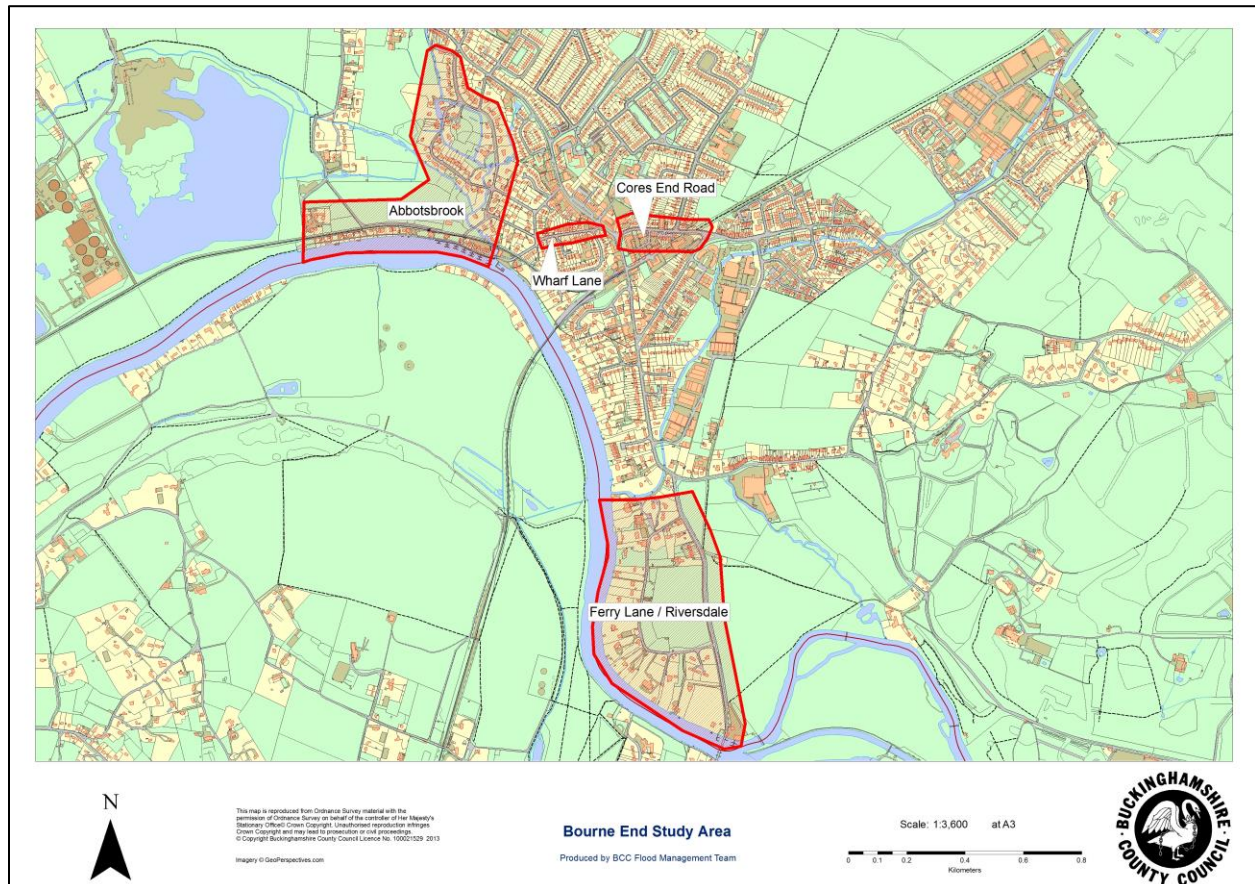 Abbotsbrook
Cores End Road
Wharf Lane
Ferry Lane / Riversdale
N
This map is reproduced from Ordnance Survey material with the
permission of Ordnance Survey on behalf of the controller of Her Majesty's
Stationary Office© Crown Copyright. Unauthorised reproduction infringes
Crown Copyright and may lead to prosecution or civil proceedings.
© Copyright Buckinghamshire County Council Licence No. 100021529 2013
Imagery © GeoPerspectives.com
Bourne End Study Area
Produced by BCC Flood Management Team
Scale: 1:3,600 at A3
0 0.1 0.2 0.4 0.6 0.8
Kilometers
BUCKINGHAMSHIRE
COUNTY COUNCIL